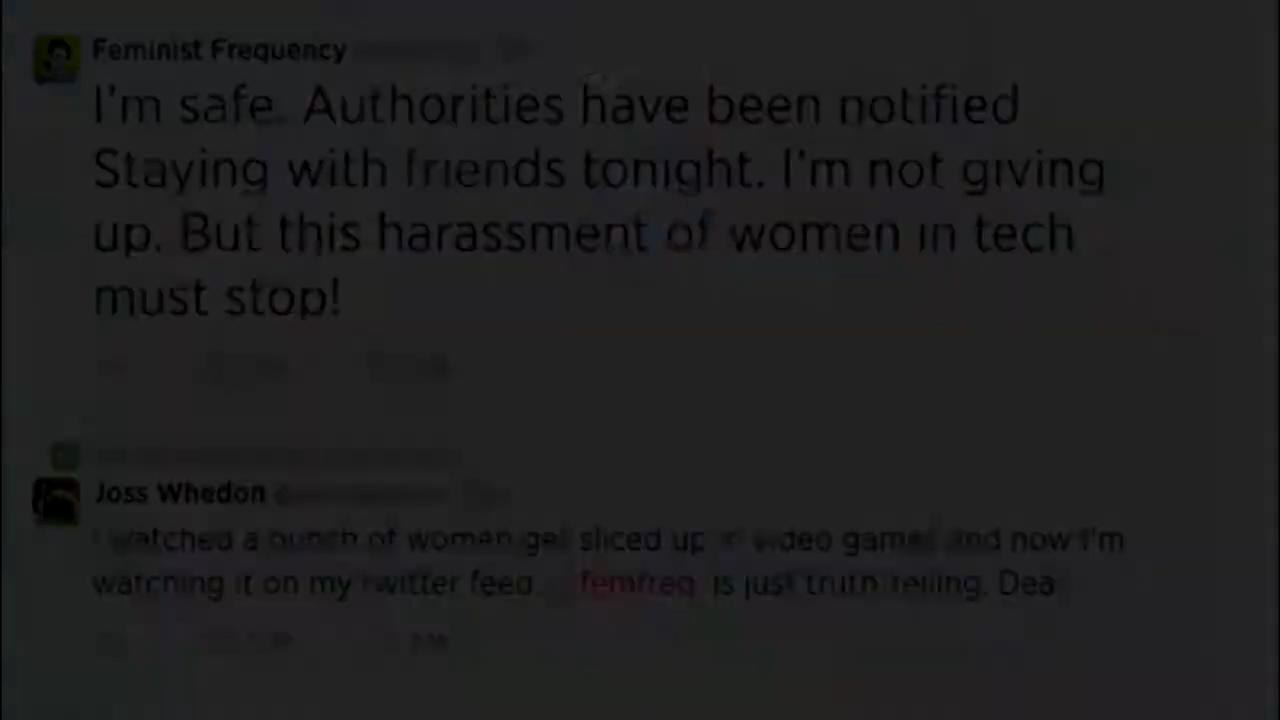 Feminist Frequency
I'm safe. Authorities have been notified
Staying with friends tonight. I'm not giving
up. But this harassment of women in tech
must stop!
Joss Whedon
I watched a bunch of women get sliced up in video games and now I'm
watching it on my twitter feed. femfreq is just truth telling. Dea